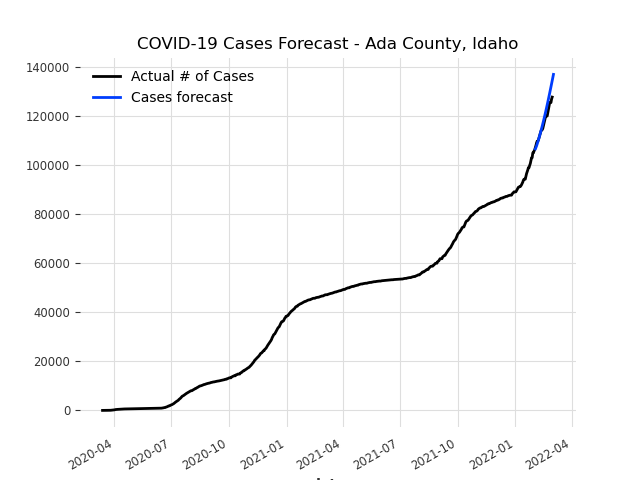 COVID-19 Cases Forecast - Ada County, Idaho
Actual # of Cases
Cases forecast
140000
120000
100000
80000
60000
40000
20000
0
2020-04 2020-07 2020-10 2021-01 2021-04 2021-07 2021-10 2022-01 2022-04